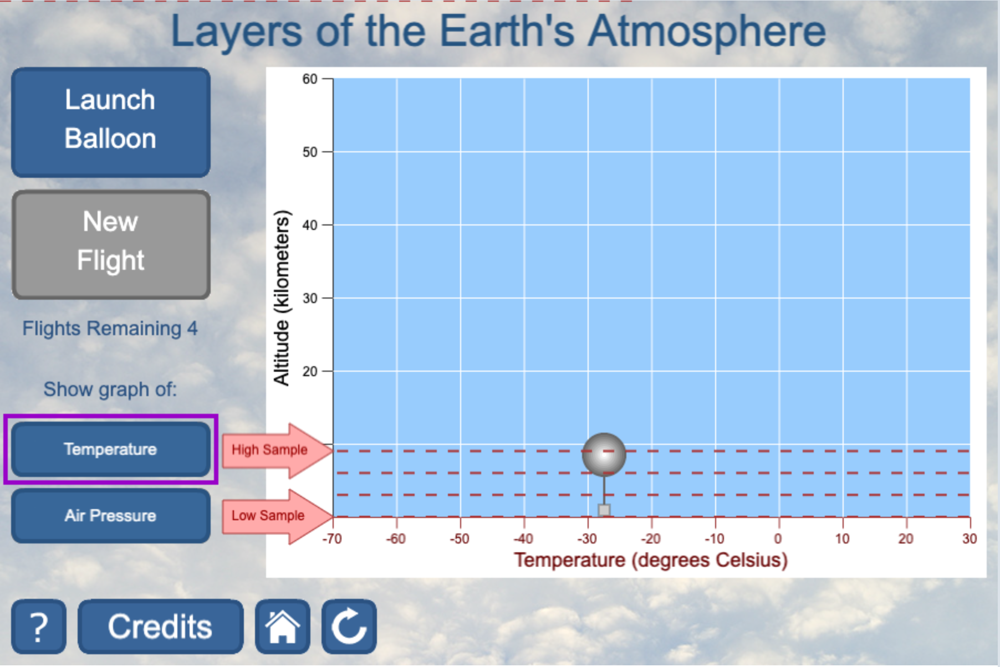 Layers of the Earth's Atmosphere
Launch
Balloon
New
Flight
Flights Remaining 4
Show graph of:
Temperature
Air Pressure
High Sample
Low Sample
Altitude (kilometers)
60
50
40
30
20
-70 -60 -50 -40 -30 -20 -10 0 10 20 30
Temperature (degrees Celsius)
? Credits